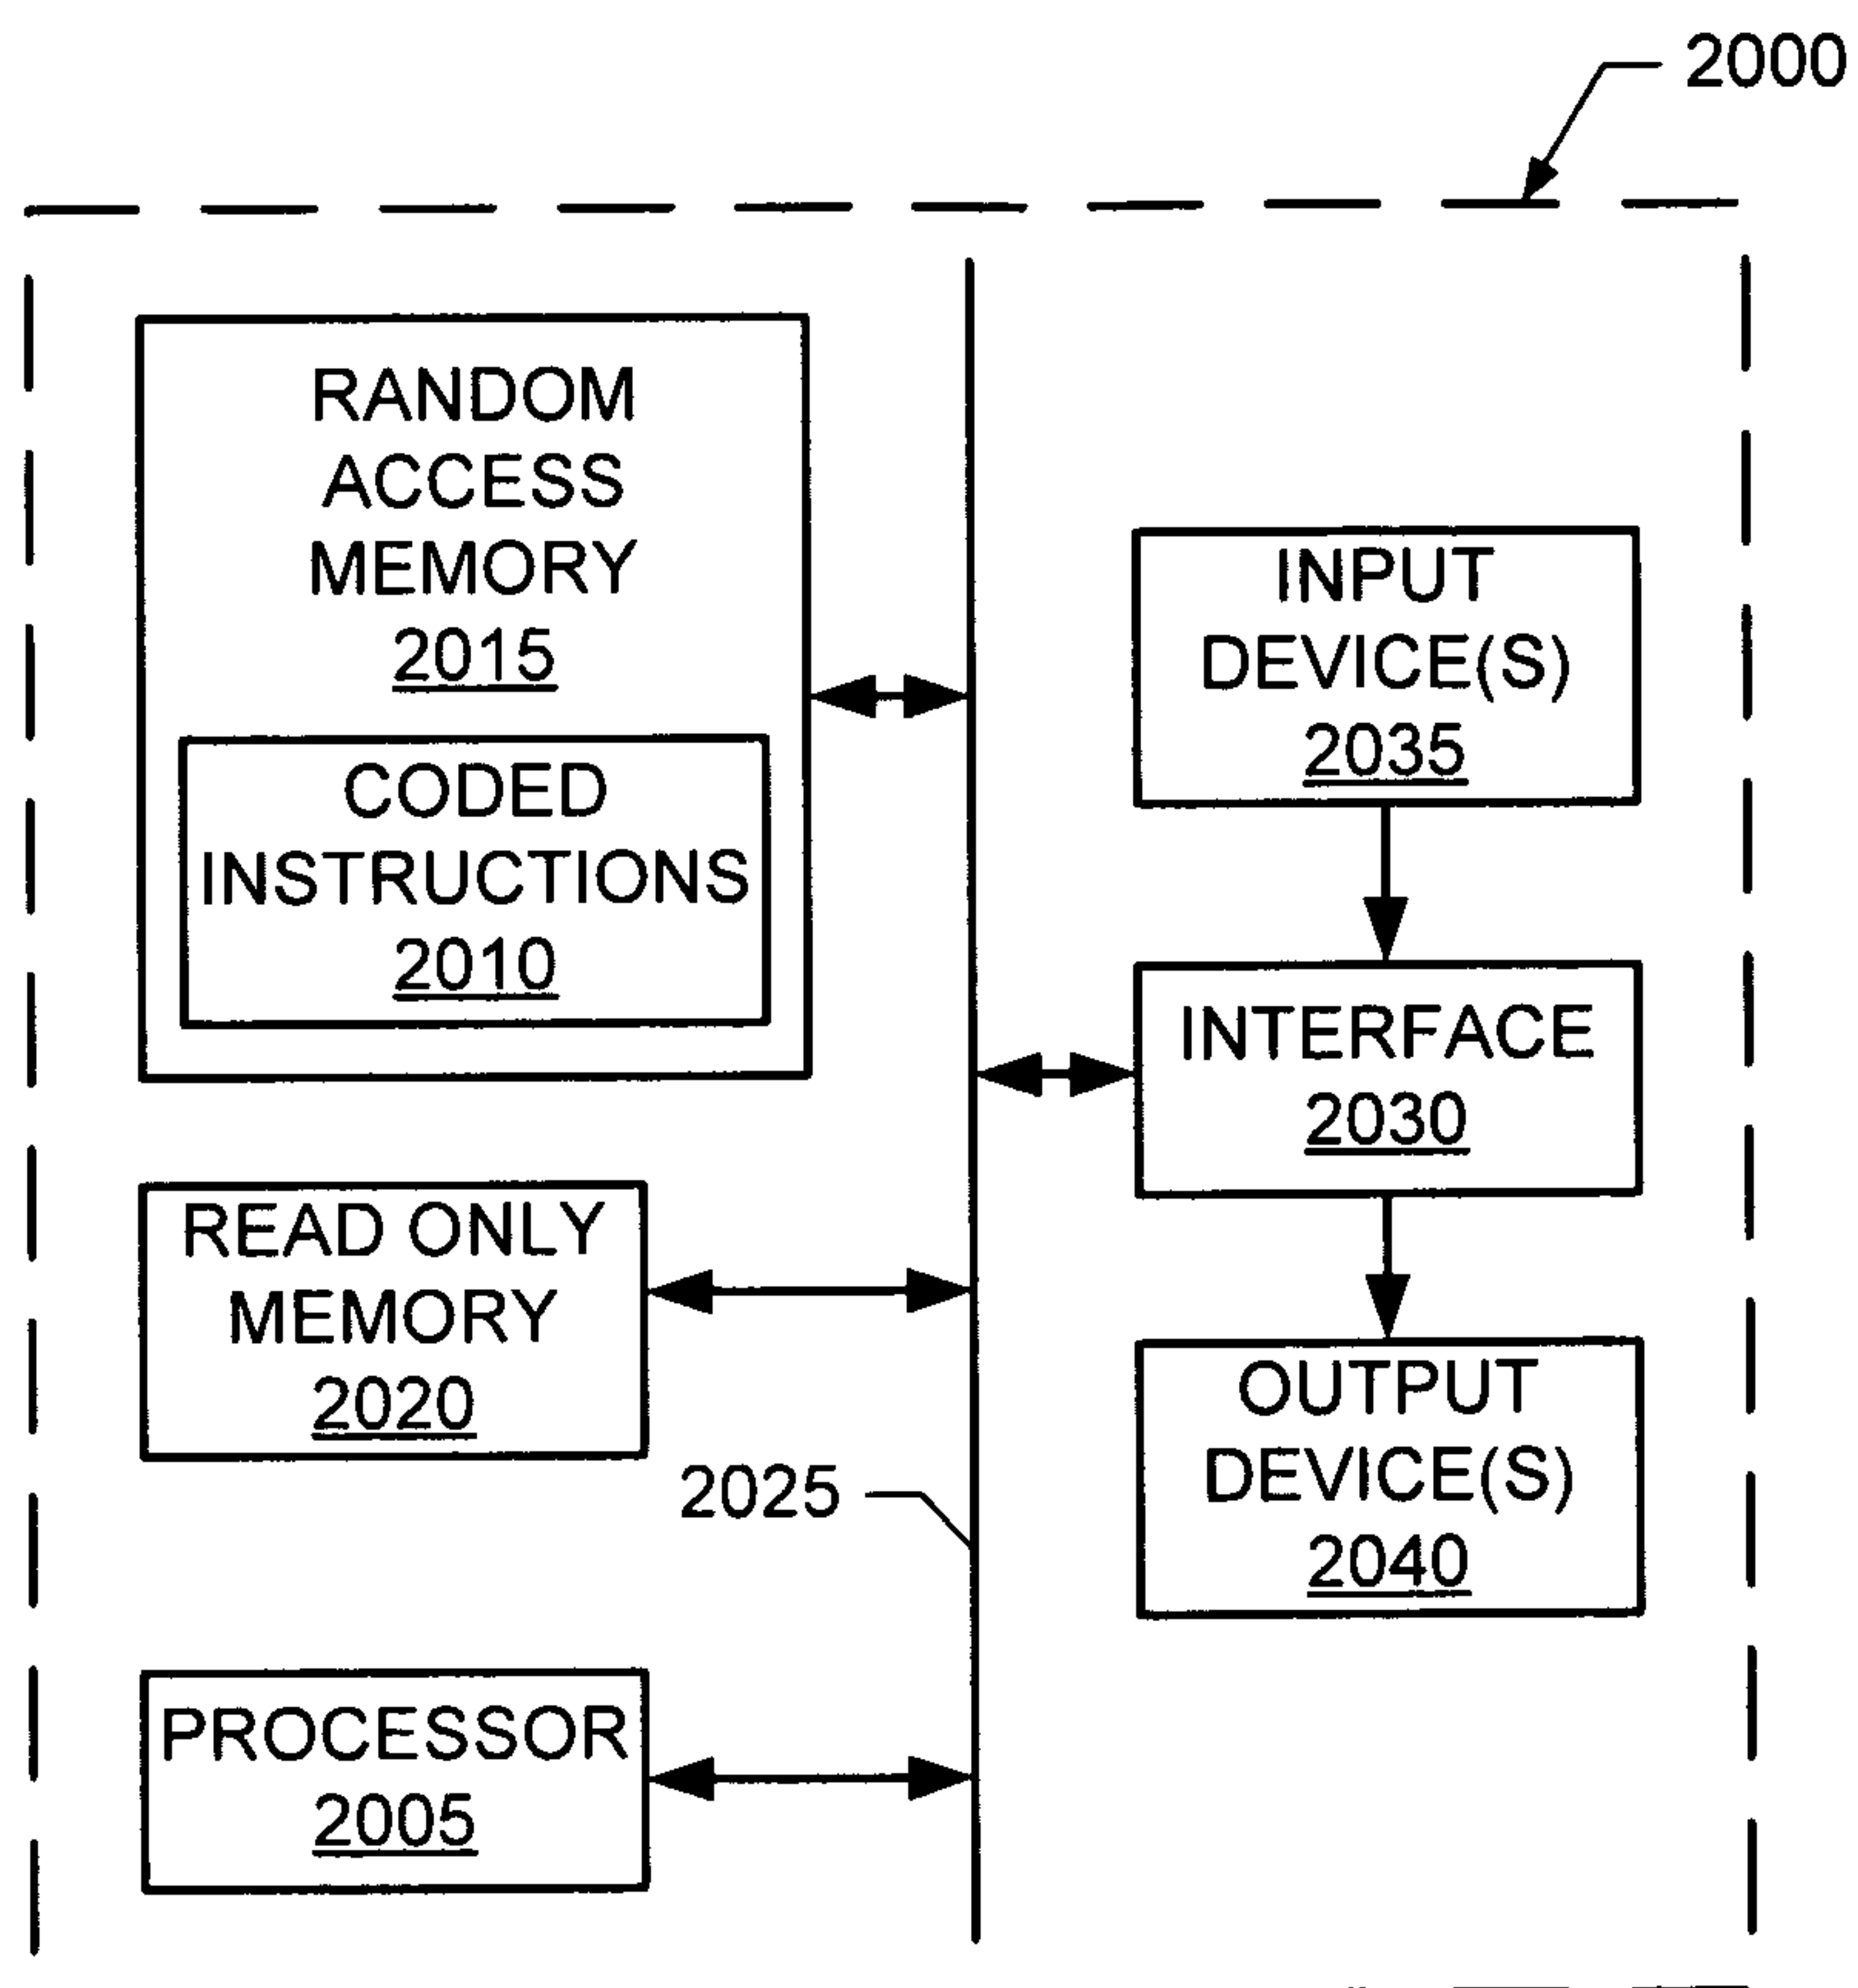 2000
RANDOM
ACCESS
MEMORY
2015
CODED
INSTRUCTIONS
2010
INPUT
DEVICE(S)
2035
INTERFACE
2030
READ ONLY
MEMORY
2020
OUTPUT
DEVICE(S)
2040
2025
PROCESSOR
2005